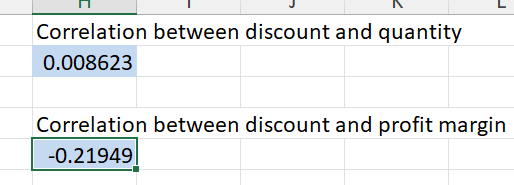 H
Correlation between discount and quantity
0.008623
Correlation between discount and profit margin
-0.21949